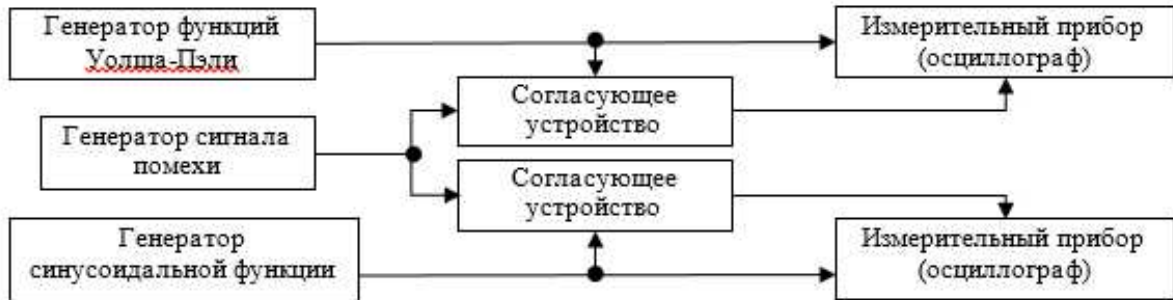 Генератор функций
Уолша-Пэли
Измерительный прибор
(осциллограф)
Согласующее
устройство
Генератор сигнала
помехи
Согласующее
устройство
Генератор
синусоидальной функции
Измерительный прибор
(осциллограф)